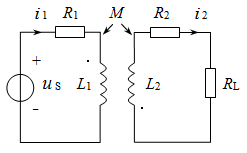 i1 R1 M R2 i2
+
uS L1 L2 RL
-